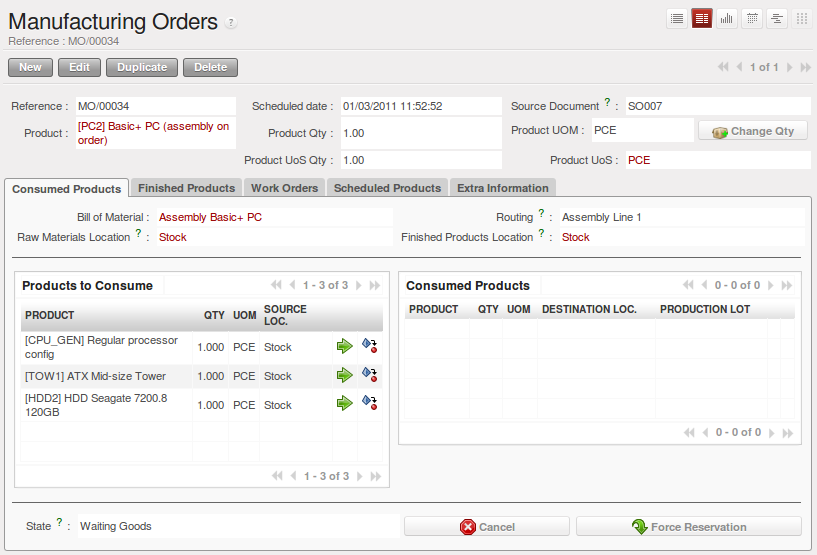 Manufacturing Orders ?
Reference : MO/00034
New Edit Duplicate Delete 1 of 1
Reference : MO/00034 Scheduled date : 01/03/2011 11:52:52 Source Document ? : SO007
Product : [PC2] Basic+ PC (assembly on order) Product Qty : 1.00 Product UOM : PCE Change Qty
Product UoS Qty : 1.00 Product UoS : PCE
Consumed Products Finished Products Work Orders Scheduled Products Extra Information
Bill of Material : Assembly Basic+ PC Routing ? : Assembly Line 1
Raw Materials Location ? : Stock Finished Products Location ? : Stock
Products to Consume 1 - 3 of 3
PRODUCT QTY UOM SOURCE LOC.
[CPU_GEN] Regular processor config 1.000 PCE Stock
[TOW1] ATX Mid-size Tower 1.000 PCE Stock
[HDD2] HDD Seagate 7200.8 120GB 1.000 PCE Stock
1 - 3 of 3
Consumed Products 0 - 0 of 0
PRODUCT QTY UOM DESTINATION LOC. PRODUCTION LOT
0 - 0 of 0
State ? : Waiting Goods Cancel Force Reservation